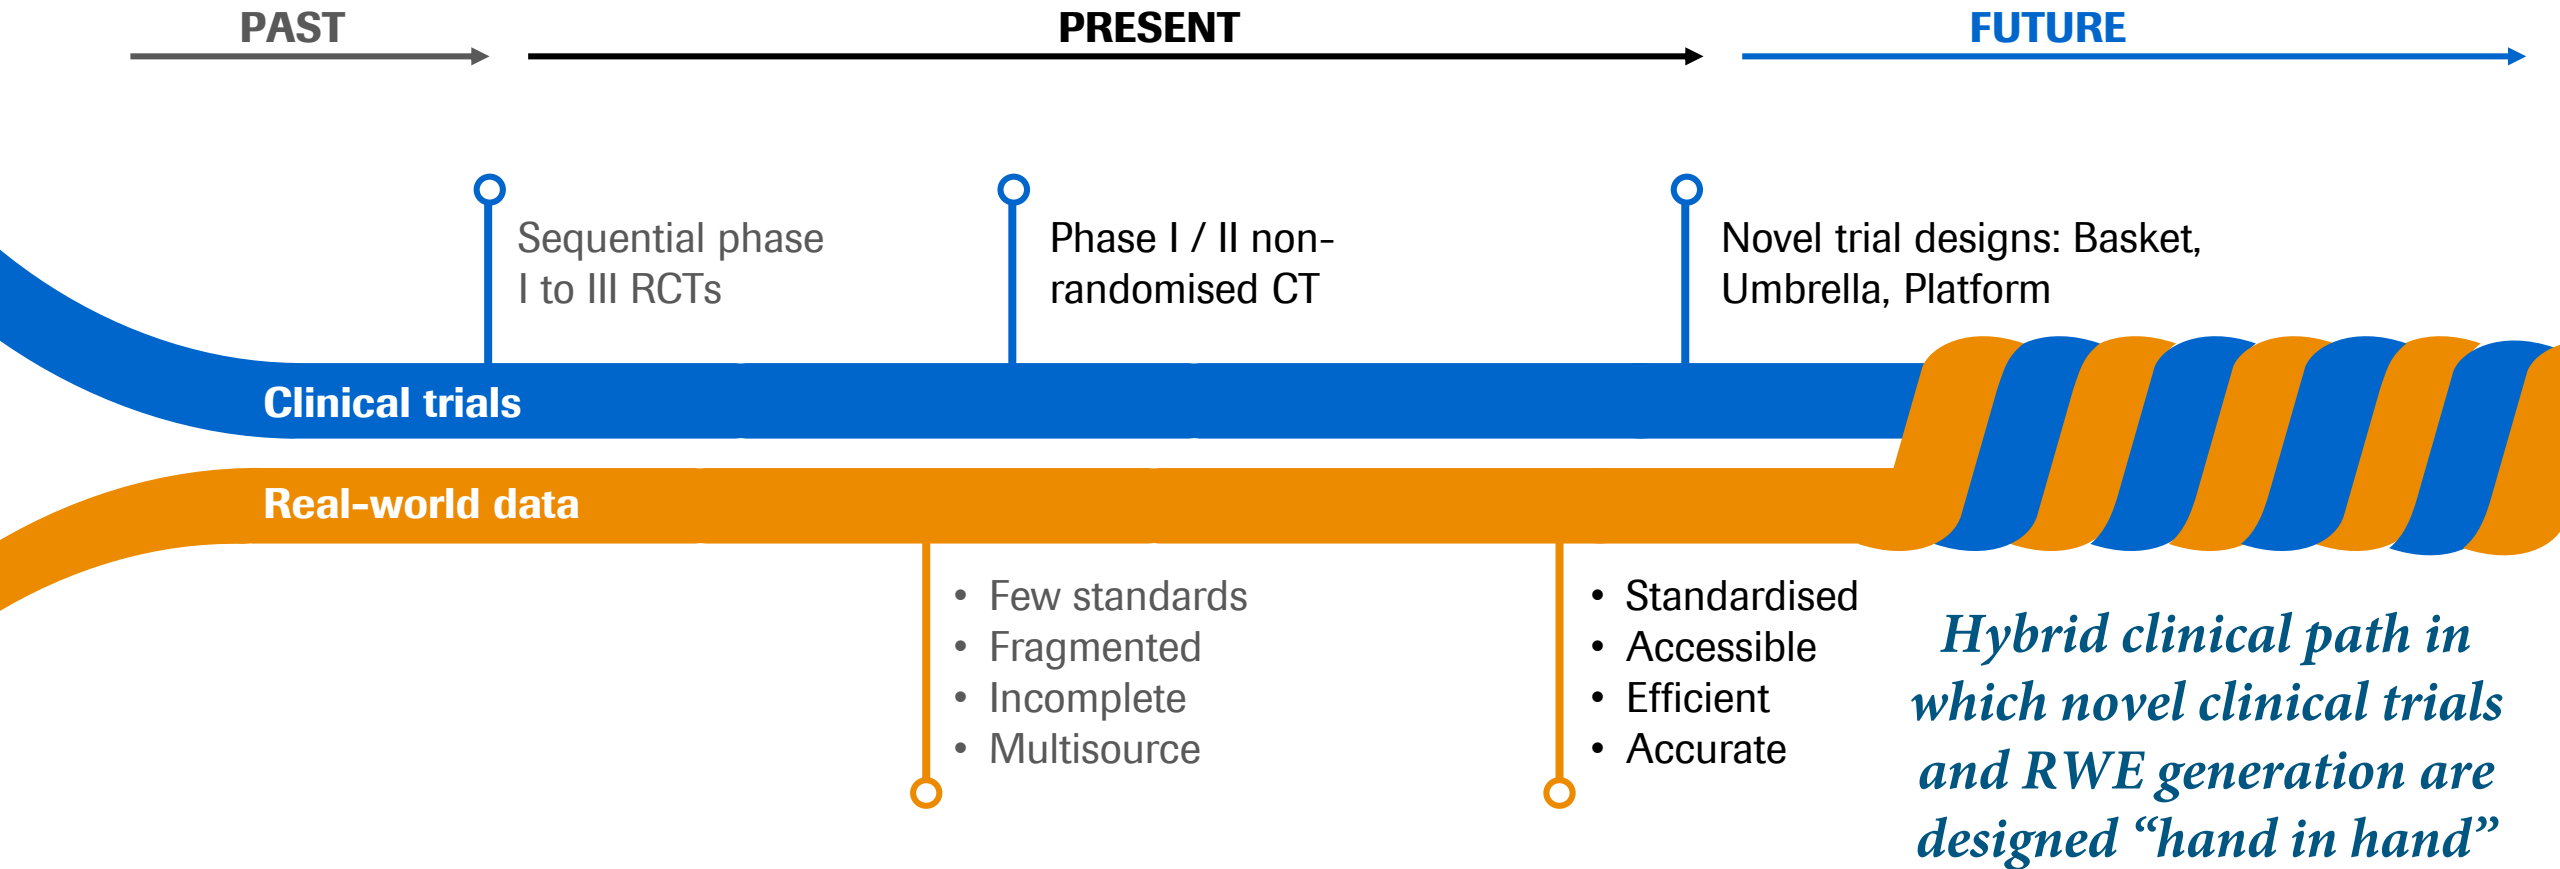 PAST
PRESENT
FUTURE
Sequential phase
I to III RCTs
Phase I / II non-
randomised CT
Novel trial designs: Basket,
Umbrella, Platform
Clinical trials
Real-world data
• Few standards
• Fragmented
• Incomplete
• Multisource
• Standardised
• Accessible
• Efficient
• Accurate
Hybrid clinical path in
which novel clinical trials
and RWE generation are
designed “hand in hand”